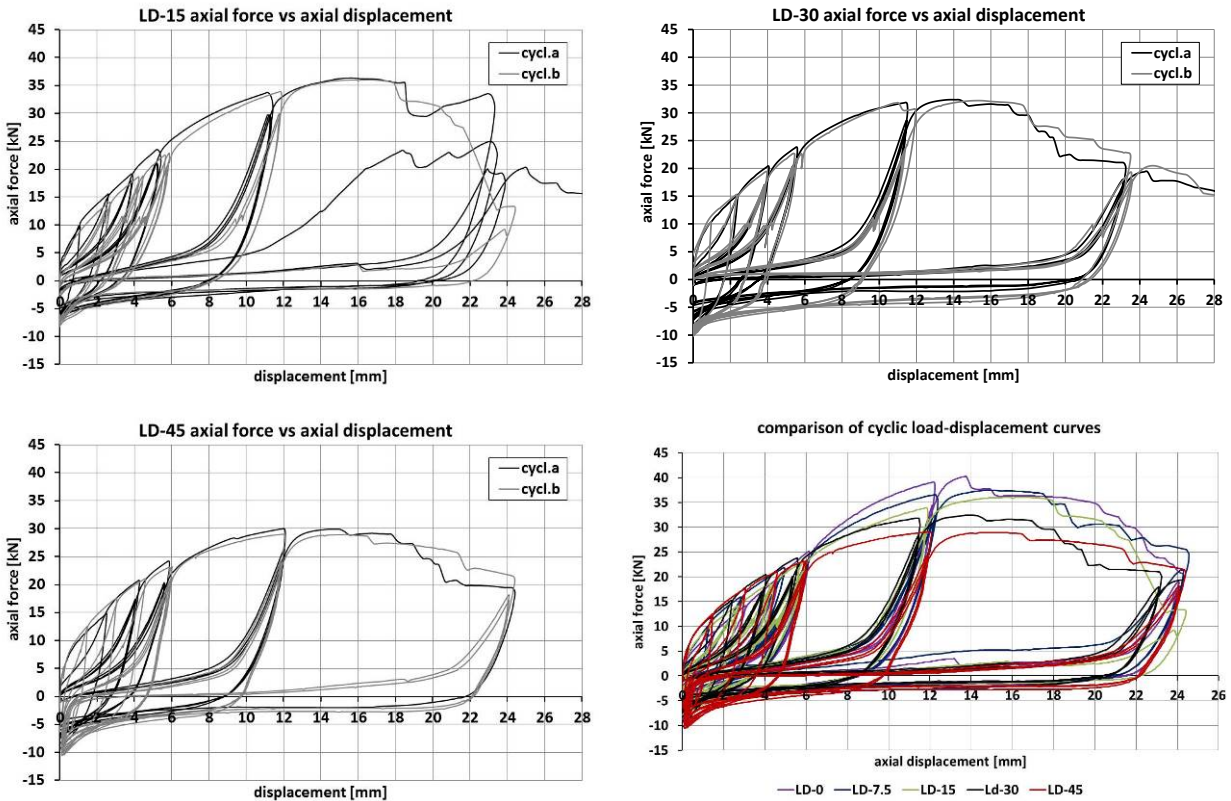 LD-15 axial force vs axial displacement
45
40
35
30
25
20
15
10
5
0
-5
-10
-15
axial force [kN]
cycl.a
cycl.b
0 2 4 6 8 10 12 14 16 18 20 22 24 26 28
displacement [mm]
LD-30 axial force vs axial displacement
45
40
35
30
25
20
15
10
5
0
-5
-10
-15
axial force [kN]
cycl.a
cycl.b
0 2 4 6 8 10 12 14 16 18 20 22 24 26 28
displacement [mm]
LD-45 axial force vs axial displacement
45
40
35
30
25
20
15
10
5
0
-5
-10
-15
axial force [kN]
cycl.a
cycl.b
0 2 4 6 8 10 12 14 16 18 20 22 24 26 28
displacement [mm]
comparison of cyclic load-displacement curves
45
40
35
30
25
20
15
10
5
0
-5
-10
-15
axial force [KN]
0 2 4 6 8 10 12 14 16 18 20 22 24 26
axial displacement [mm]
LD-0 LD-7.5 LD-15 Ld-30 LD-45